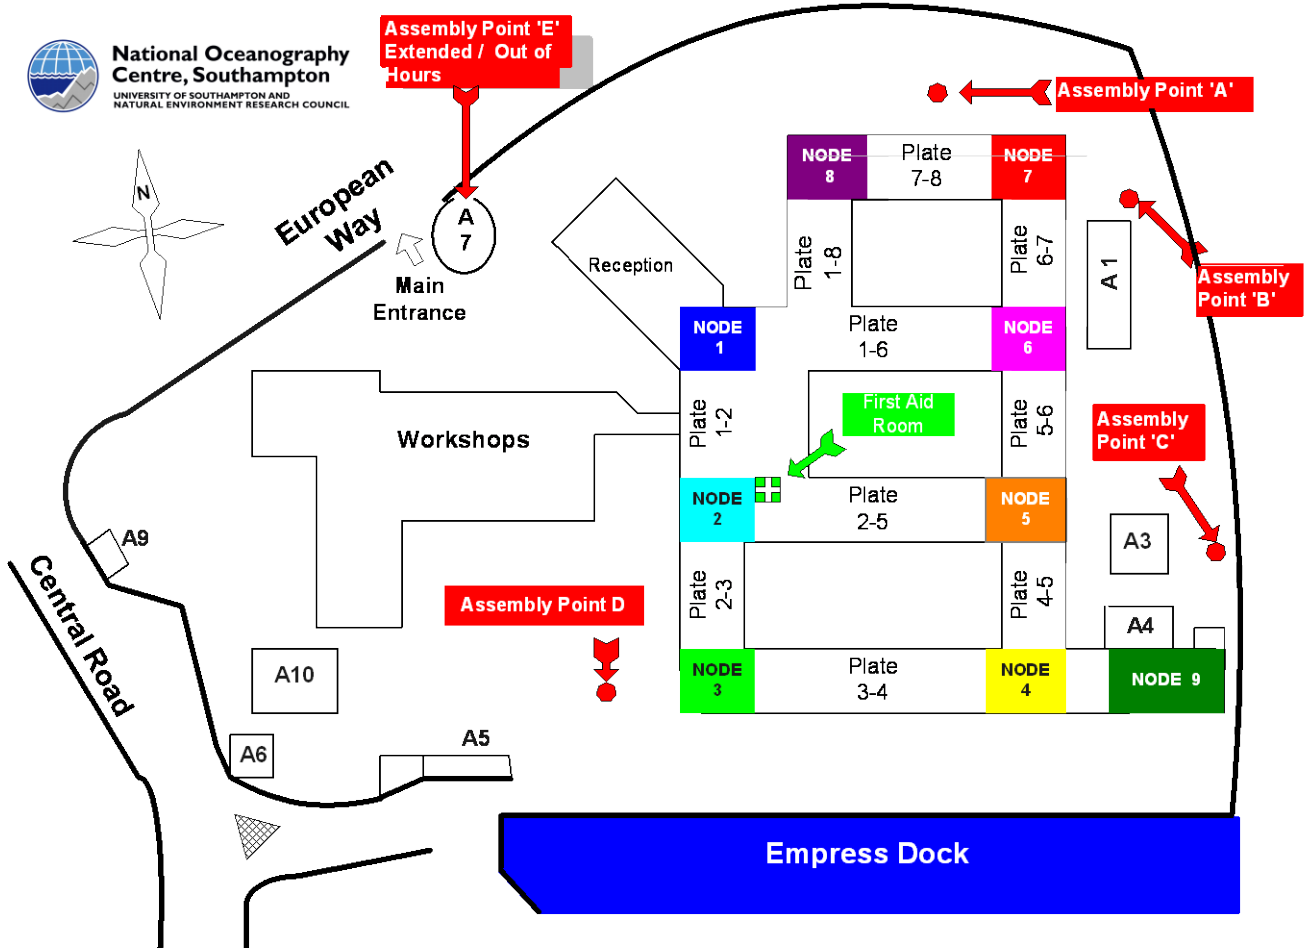 National Oceanography
Centre, Southampton
UNIVERSITY OF SOUTHAMPTON AND
NATURAL ENVIRONMENT RESEARCH COUNCIL
Assembly Point 'E'
Extended / Out of
Hours
Assembly Point 'A'
N
European
Way
A
7
Main
Entrance
Reception
NODE
8
Plate
7-8
NODE
7
Plate
1-8
Plate
6-7
A 1
Assembly
Point 'B'
NODE
1
Plate
1-6
NODE
6
Workshops
Plate
1-2
First Aid
Room
Plate
5-6
Assembly
Point 'C'
NODE
2
Plate
2-5
NODE
5
A3
A9
Central Road
Assembly Point D
Plate
2-3
Plate
4-5
A4
A10
NODE
3
Plate
3-4
NODE
4
NODE 9
A6
A5
Empress Dock